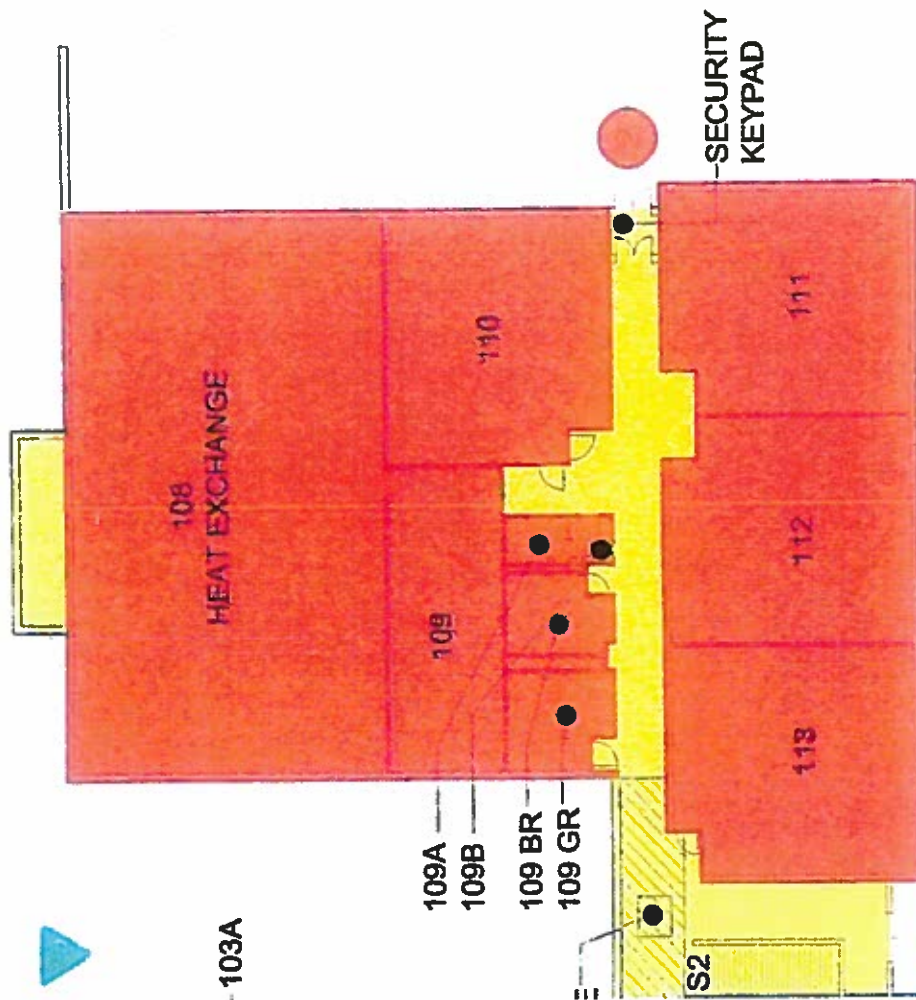 108
HEAT EXCHANGE
110
109
109A
109B
109 BR
109 GR
103A
SECURITY
KEYPAD
111
112
113
S2